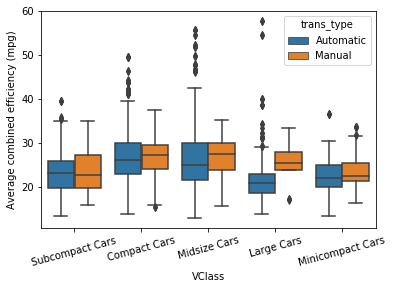 60
50
40
30
20
Average combined efficiency (mpg)
trans_type
Automatic
Manual
Subcompact Cars
Compact Cars
Midsize Cars
Large Cars
Minicompact Cars
VClass